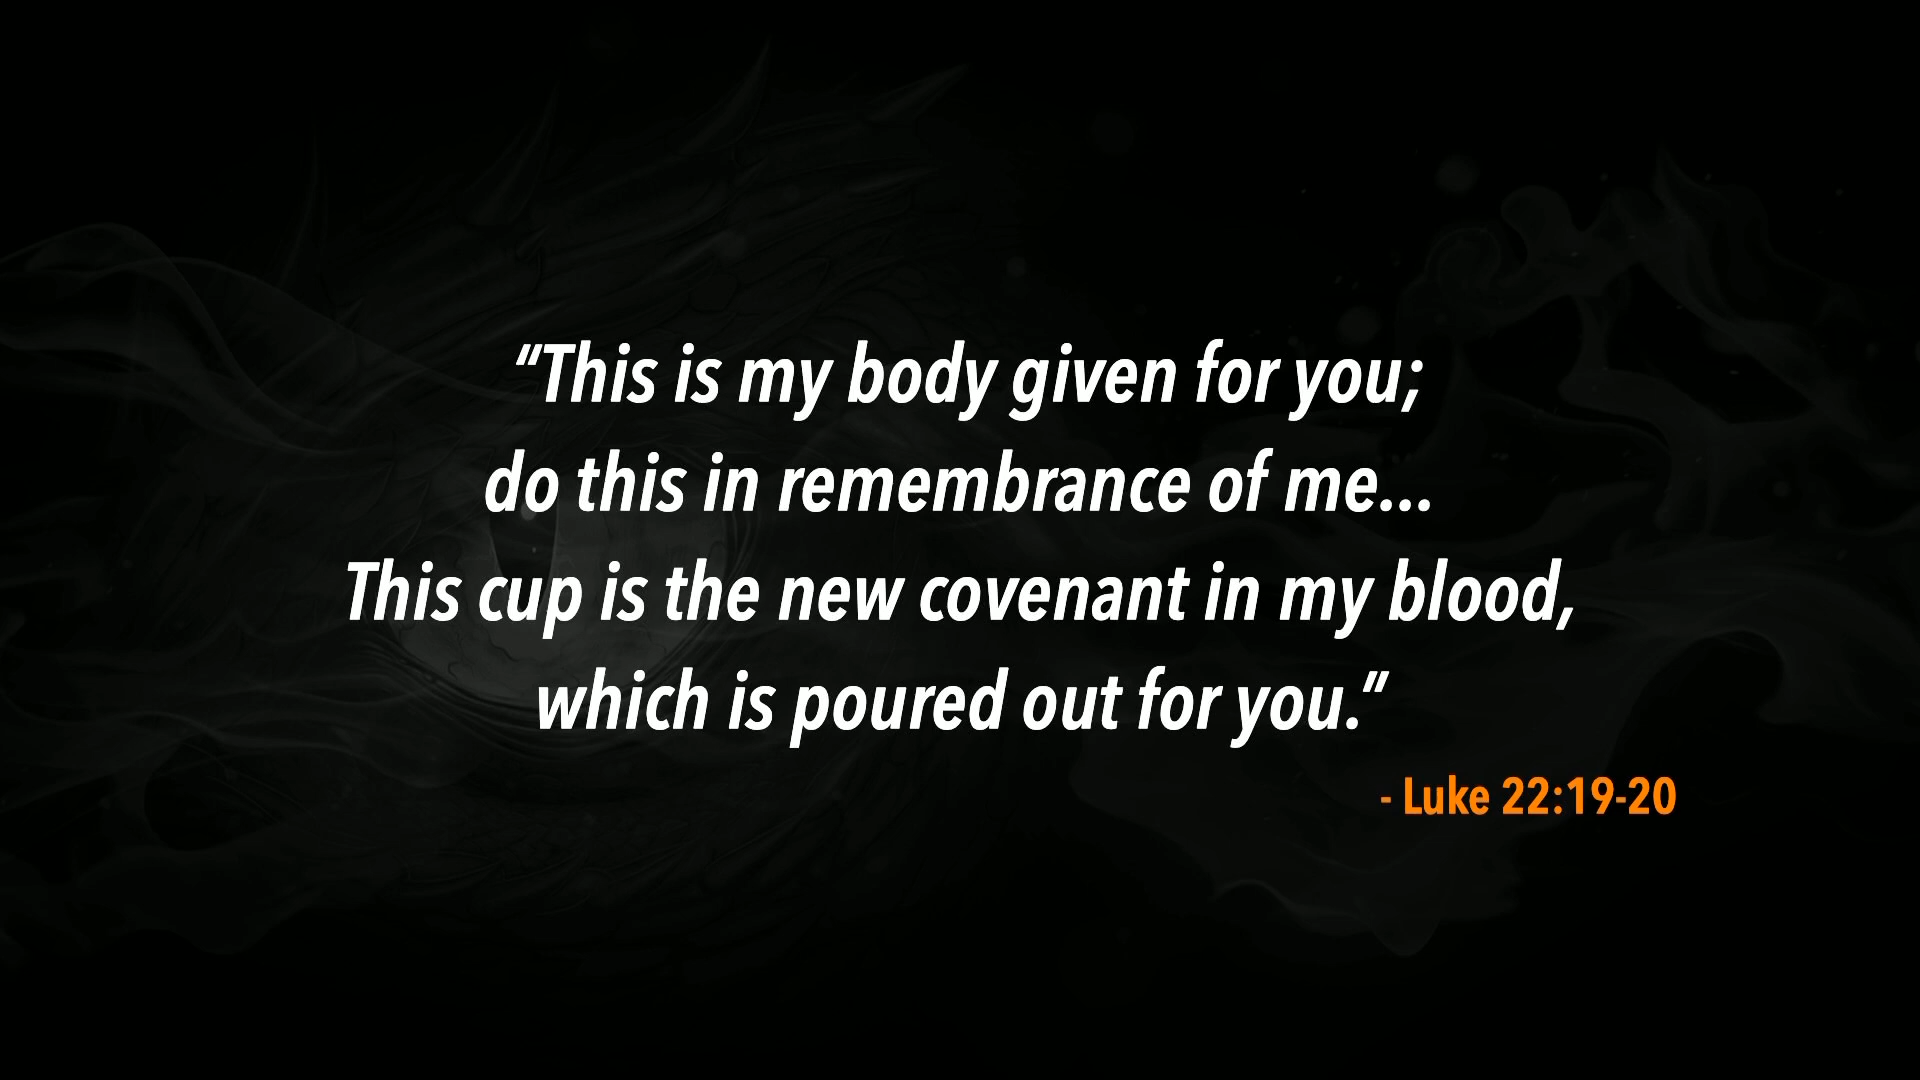 “This is my body given for you;
do this in remembrance of me...
This cup is the new covenant in my blood,
which is poured out for you.”
- Luke 22:19-20